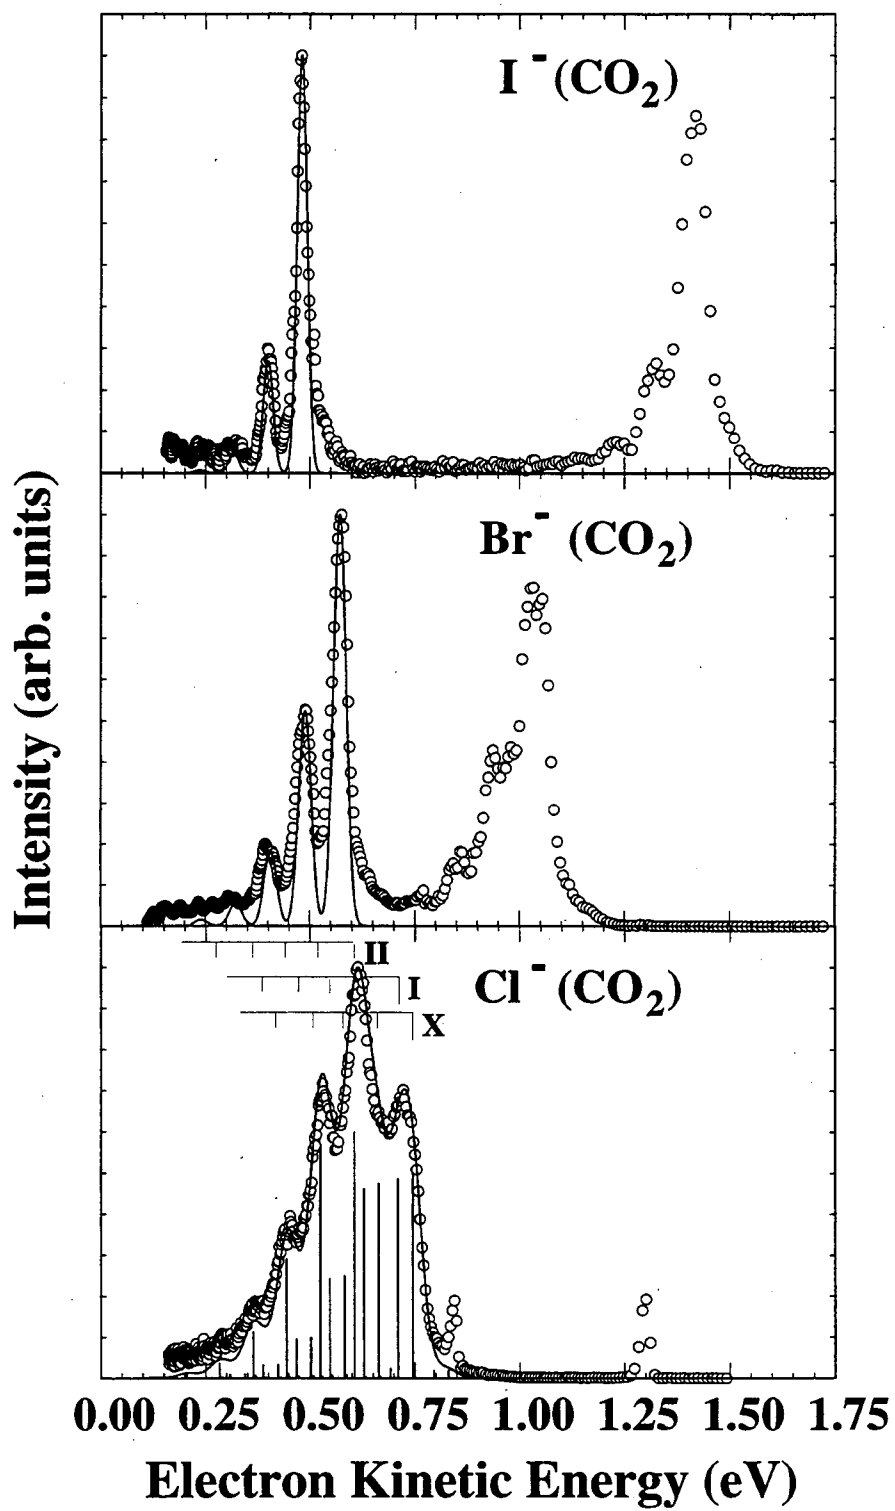 I⁻(CO₂)
Br⁻ (CO₂)
Cl⁻(CO₂)
II
I
X
Intensity (arb. units)
0.00 0.25 0.50 0.75 1.00 1.25 1.50 1.75
Electron Kinetic Energy (eV)